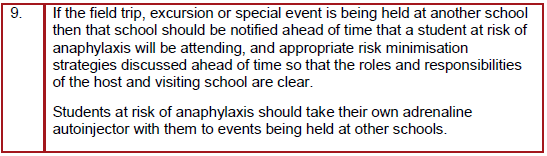 9. If the field trip, excursion or special event is being held at another school
then that school should be notified ahead of time that a student at risk of
anaphylaxis will be attending, and appropriate risk minimisation
strategies discussed ahead of time so that the roles and responsibilities
of the host and visiting school are clear.
Students at risk of anaphylaxis should take their own adrenaline
autoinjector with them to events being held at other schools.